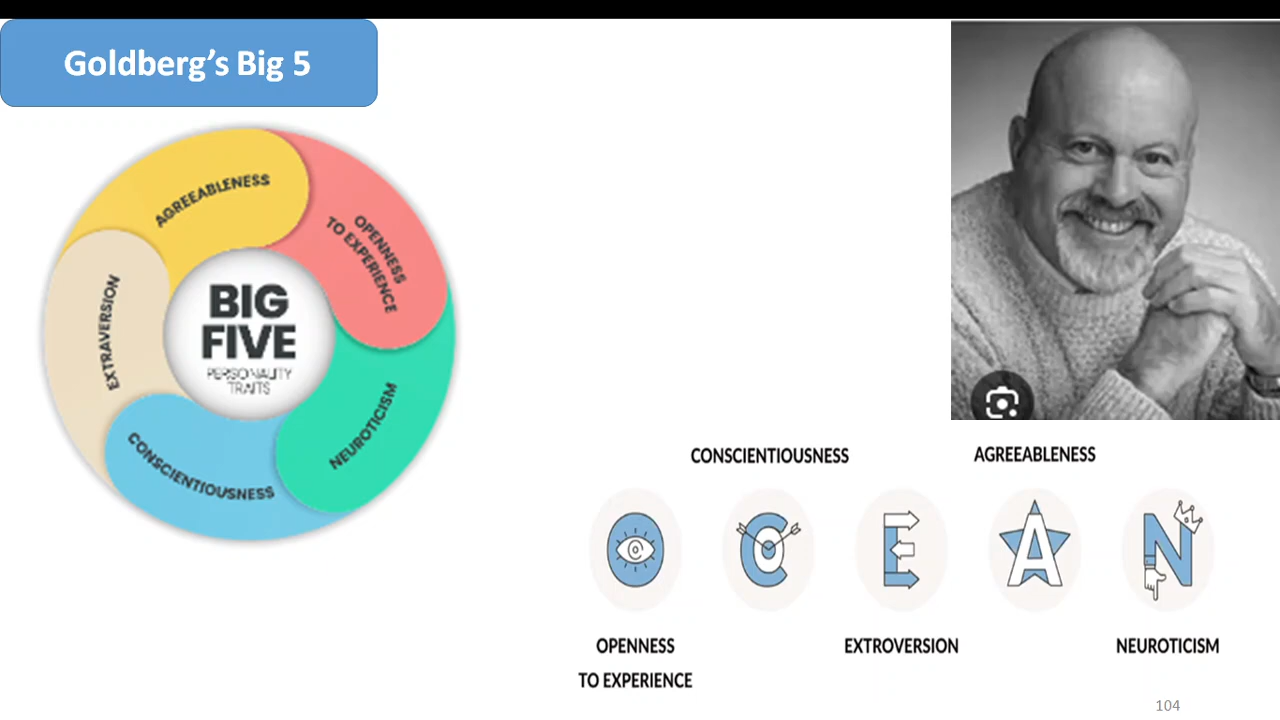 Goldberg's Big 5
AGREEABLENESS
OPENNESS
TO EXPERIENCE
EXTRAVERSION
BIG
FIVE
PERSONALITY
TRAITS
NEUROTICISM
CONSCIENTIOUSNESS
CONSCIENTIOUSNESS
AGREEABLENESS
O C E A N
OPENNESS
TO EXPERIENCE
EXTROVERSION
NEUROTICISM
104